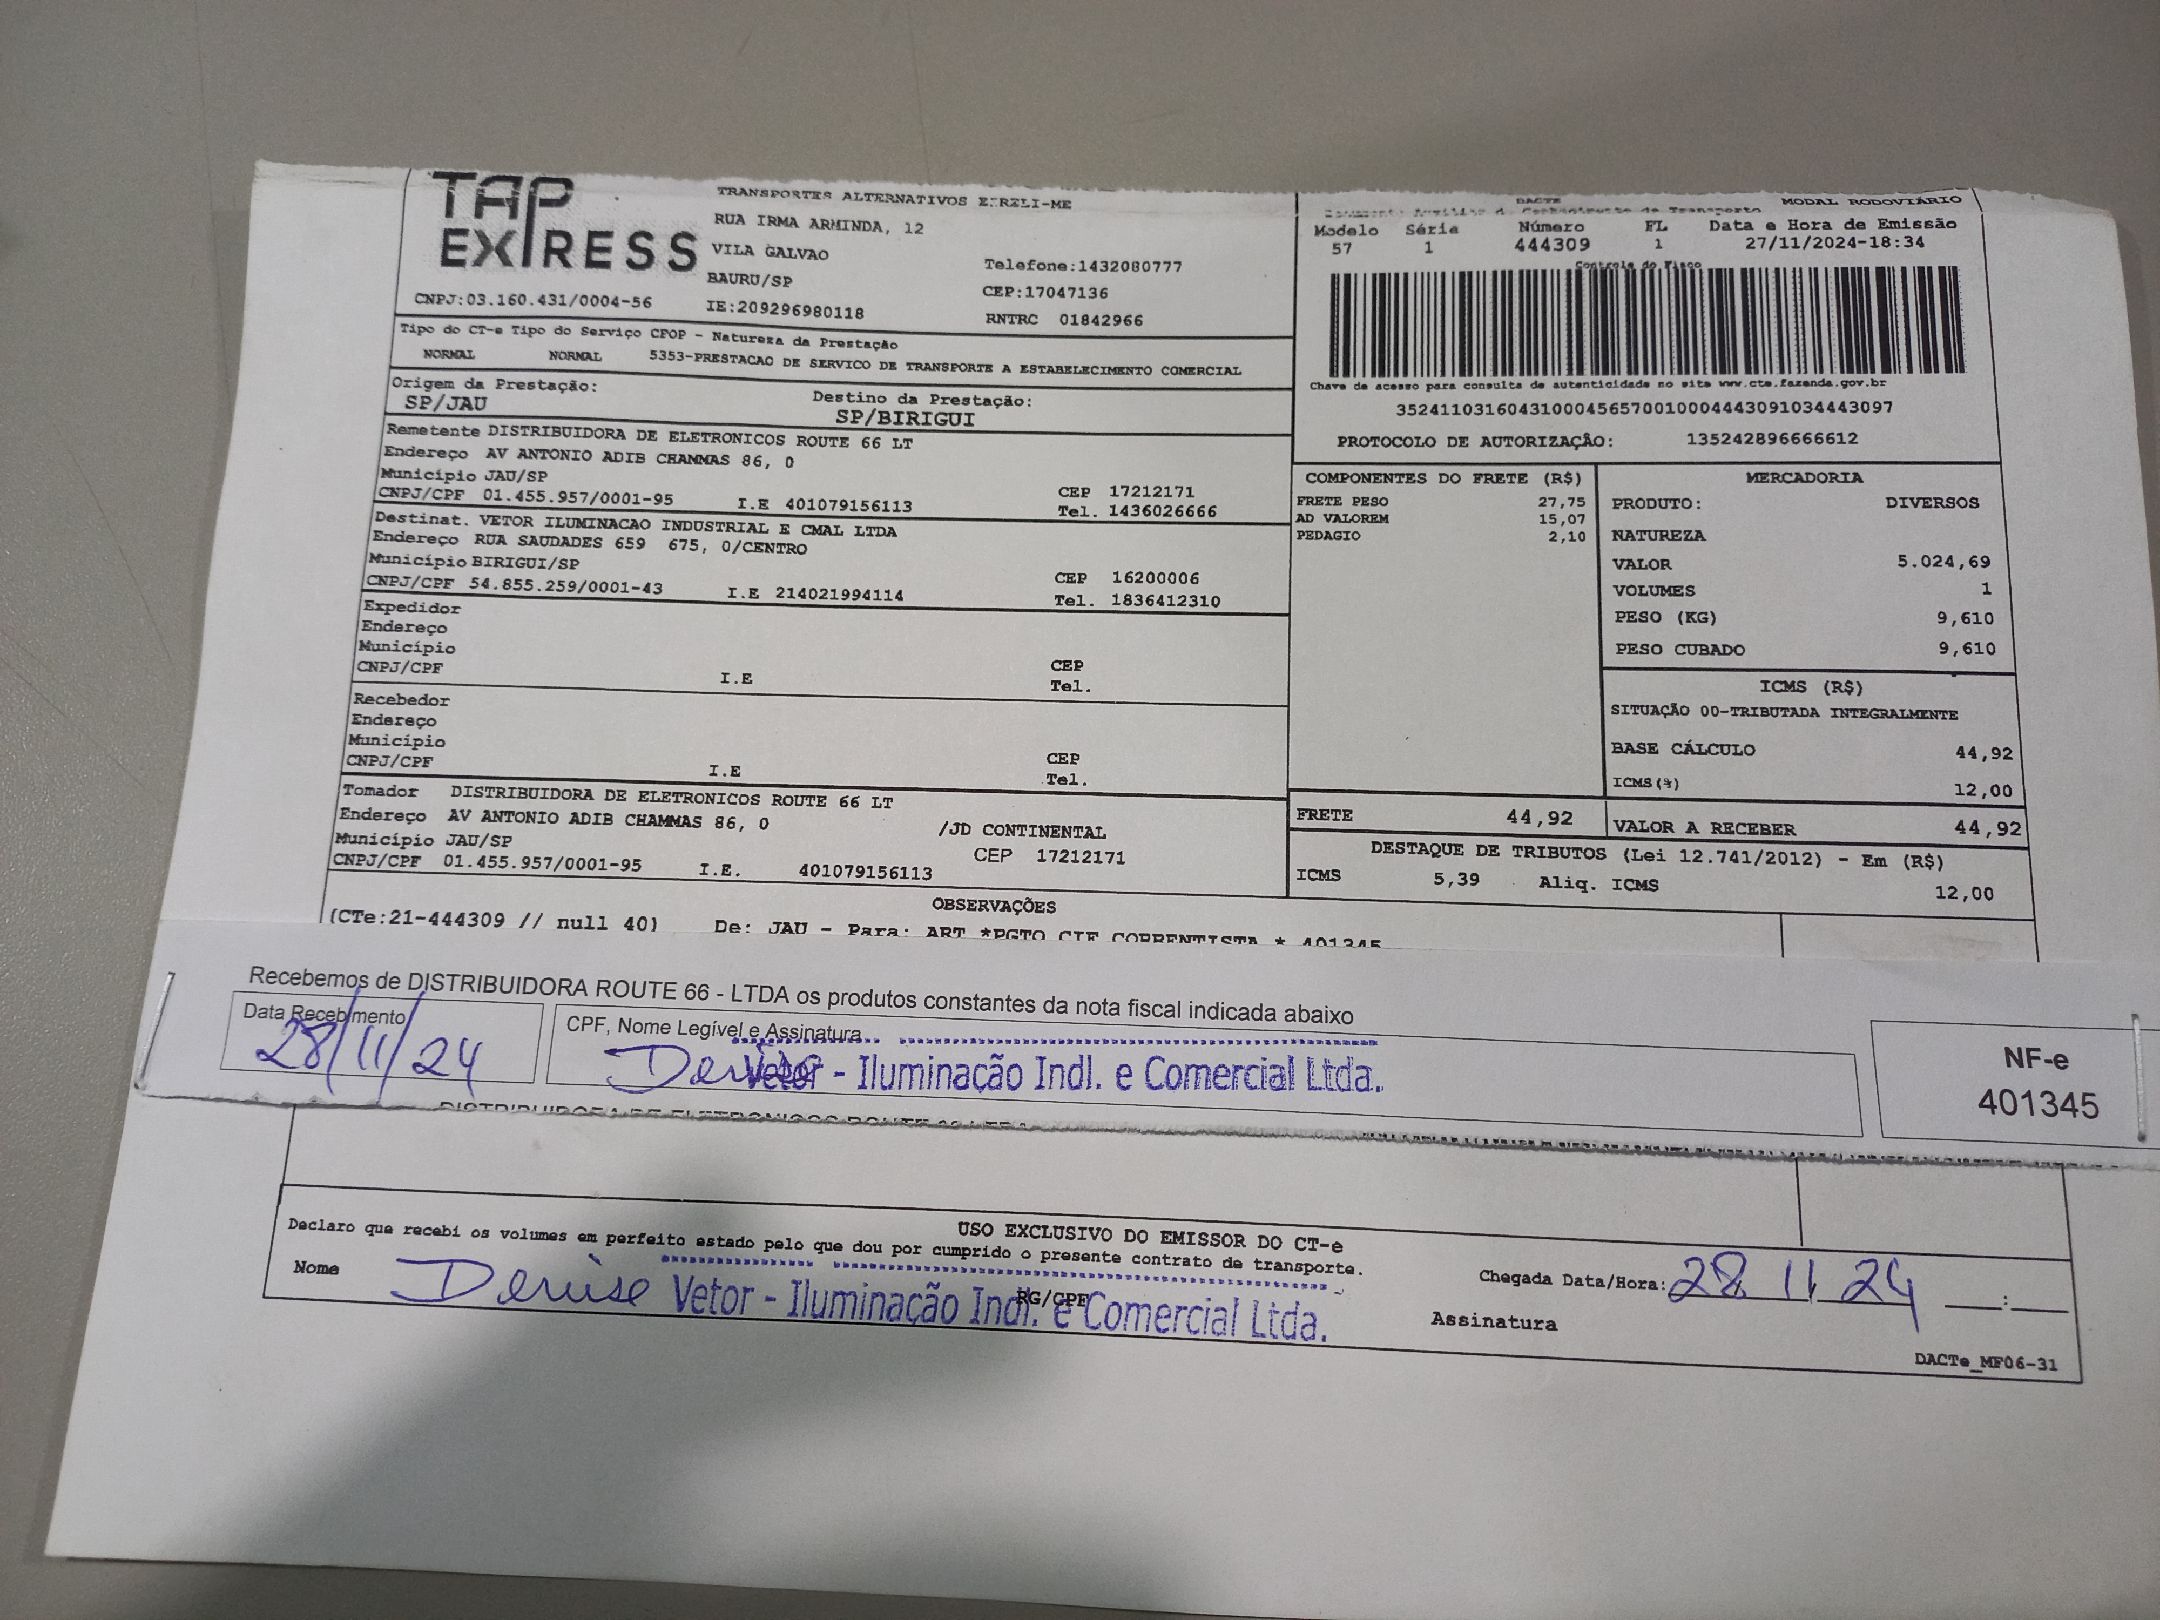 TAP EXPRESS
TRANSPORTES ALTERNATIVOS EIRELI-ME
RUA IRMA ARMINDA, 12
VILA GALVAO
BAURU/SP
Telefone:1432080777
CEP:17047136
CNPJ:03.160.431/0004-56
IE:209296980118
RNTRC 01842966
DACTE
MODAL RODOVIÁRIO
Modelo Série Número FL Data e Hora de Emissão
57 1 444309 1 27/11/2024-18:34
Controle do Fisco
Chave de acesso para consulta de autenticidade no site www.cte.fazenda.gov.br
35241103160431000456570010004443091034443097
PROTOCOLO DE AUTORIZAÇÃO: 135242896666612
Tipo do CT-e Tipo do Serviço CFOP - Natureza da Prestação
NORMAL NORMAL 5353-PRESTACAO DE SERVICO DE TRANSPORTE A ESTABELECIMENTO COMERCIAL
Origem da Prestação: Destino da Prestação:
SP/JAU SP/BIRIGUI
Remetente DISTRIBUIDORA DE ELETRONICOS ROUTE 66 LT
Endereço AV ANTONIO ADIB CHAMMAS 86, 0
Município JAU/SP CEP 17212171
CNPJ/CPF 01.455.957/0001-95 I.E 401079156113 Tel. 1436026666
Destinat. VETOR ILUMINACAO INDUSTRIAL E CMAL LTDA
Endereço RUA SAUDADES 659 675, 0/CENTRO
Município BIRIGUI/SP CEP 16200006
CNPJ/CPF 54.855.259/0001-43 I.E 214021994114 Tel. 1836412310
Expedidor
Endereço
Município CEP
CNPJ/CPF I.E Tel.
Recebedor
Endereço
Município CEP
CNPJ/CPF I.E Tel.
Tomador DISTRIBUIDORA DE ELETRONICOS ROUTE 66 LT
Endereço AV ANTONIO ADIB CHAMMAS 86, 0 /JD CONTINENTAL
Município JAU/SP CEP 17212171
CNPJ/CPF 01.455.957/0001-95 I.E. 401079156113
COMPONENTES DO FRETE (R$)
FRETE PESO 27,75
AD VALOREM 15,07
PEDAGIO 2,10
MERCADORIA
PRODUTO: DIVERSOS
NATUREZA
VALOR 5.024,69
VOLUMES 1
PESO (KG) 9,610
PESO CUBADO 9,610
ICMS (R$)
SITUAÇÃO 00-TRIBUTADA INTEGRALMENTE
BASE CÁLCULO 44,92
ICMS(%) 12,00
FRETE 44,92 VALOR A RECEBER 44,92
DESTAQUE DE TRIBUTOS (Lei 12.741/2012) - Em (R$)
ICMS 5,39 Aliq. ICMS 12,00
OBSERVAÇÕES
(CTe:21-444309 // null 40) De: JAU - Para: ART *PGTO CIF CORRENTISTA * 401345
Recebemos de DISTRIBUIDORA ROUTE 66 - LTDA os produtos constantes da nota fiscal indicada abaixo
Data Recebimento CPF, Nome Legível e Assinatura
28/11/24 Denise Vetor - Iluminação Indl. e Comercial Ltda.
NF-e
401345
USO EXCLUSIVO DO EMISSOR DO CT-e
Declaro que recebi os volumes em perfeito estado pelo que dou por cumprido o presente contrato de transporte.
Nome Denise Vetor - Iluminação Indl. e Comercial Ltda.
RG/CPF
Chegada Data/Hora: 28 11 24 __:__
Assinatura
DACTe_MF06-31